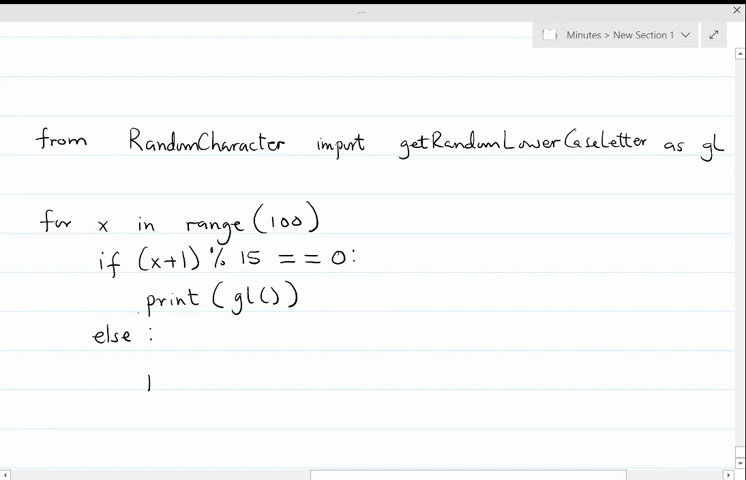 Minutes > New Section 1
from RandomCharacter import getRandomLowerCaseLetter as gL
for x in range (100)
if (x+1) % 15 == 0:
print (gl())
else :